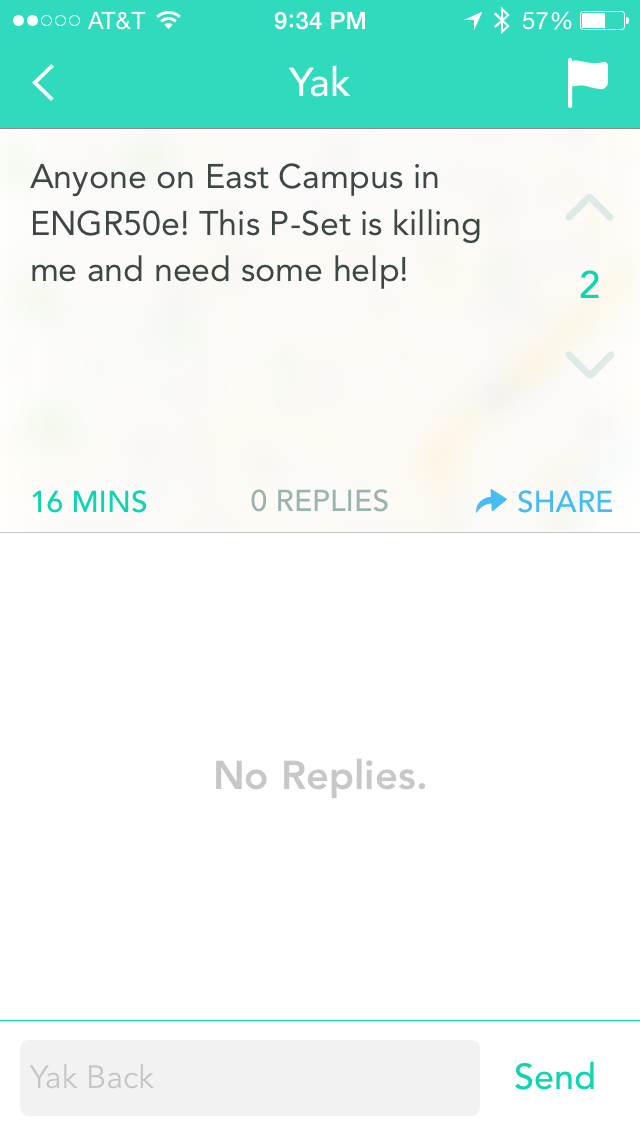 AT&T 9:34 PM 57%
Yak
Anyone on East Campus in
ENGR50e! This P-Set is killing
me and need some help!
2
16 MINS 0 REPLIES SHARE
No Replies.
Yak Back Send